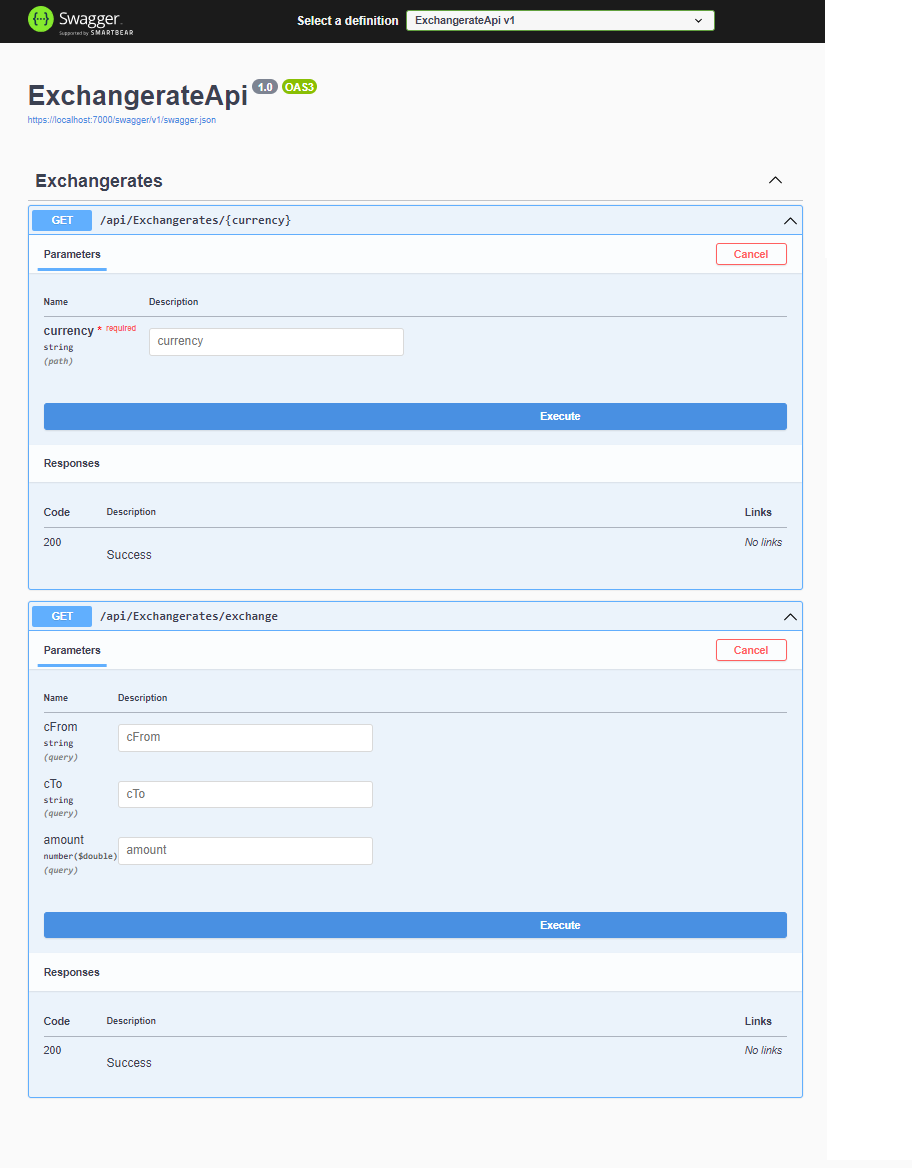 Swagger
Supported by SMARTBEAR
Select a definition
ExchangerateApi v1
ExchangerateApi 1.0 OAS3
https://localhost:7000/swagger/v1/swagger.json
Exchangerates
GET /api/Exchangerates/{currency}
Parameters
Cancel
Name Description
currency * required
string
(path)
currency
Execute
Responses
Code Description Links
200 No links
Success
GET /api/Exchangerates/exchange
Parameters
Cancel
Name Description
cFrom
string
(query)
cFrom
cTo
string
(query)
cTo
amount
number($double)
(query)
amount
Execute
Responses
Code Description Links
200 No links
Success